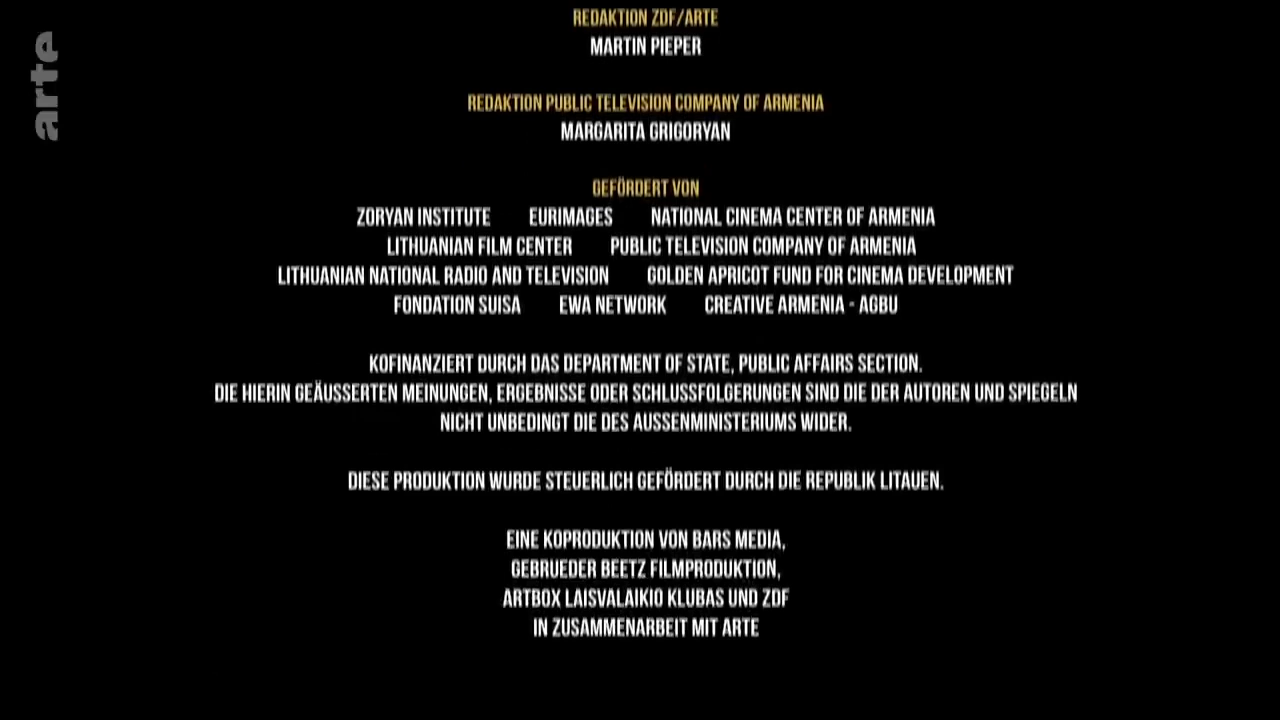 arte
REDAKTION ZDF/ARTE
MARTIN PIEPER
REDAKTION PUBLIC TELEVISION COMPANY OF ARMENIA
MARGARITA GRIGORYAN
GEFÖRDERT VON
ZORYAN INSTITUTE EURIMAGES NATIONAL CINEMA CENTER OF ARMENIA
LITHUANIAN FILM CENTER PUBLIC TELEVISION COMPANY OF ARMENIA
LITHUANIAN NATIONAL RADIO AND TELEVISION GOLDEN APRICOT FUND FOR CINEMA DEVELOPMENT
FONDATION SUISA EWA NETWORK CREATIVE ARMENIA - AGBU
KOFINANZIERT DURCH DAS DEPARTMENT OF STATE, PUBLIC AFFAIRS SECTION.
DIE HIERIN GEÄUSSERTEN MEINUNGEN, ERGEBNISSE ODER SCHLUSSFOLGERUNGEN SIND DIE DER AUTOREN UND SPIEGELN
NICHT UNBEDINGT DIE DES AUSSENMINISTERIUMS WIDER.
DIESE PRODUKTION WURDE STEUERLICH GEFÖRDERT DURCH DIE REPUBLIK LITAUEN.
EINE KOPRODUKTION VON BARS MEDIA,
GEBRUEDER BEETZ FILMPRODUKTION,
ARTBOX LAISVALAIKIO KLUBAS UND ZDF
IN ZUSAMMENARBEIT MIT ARTE